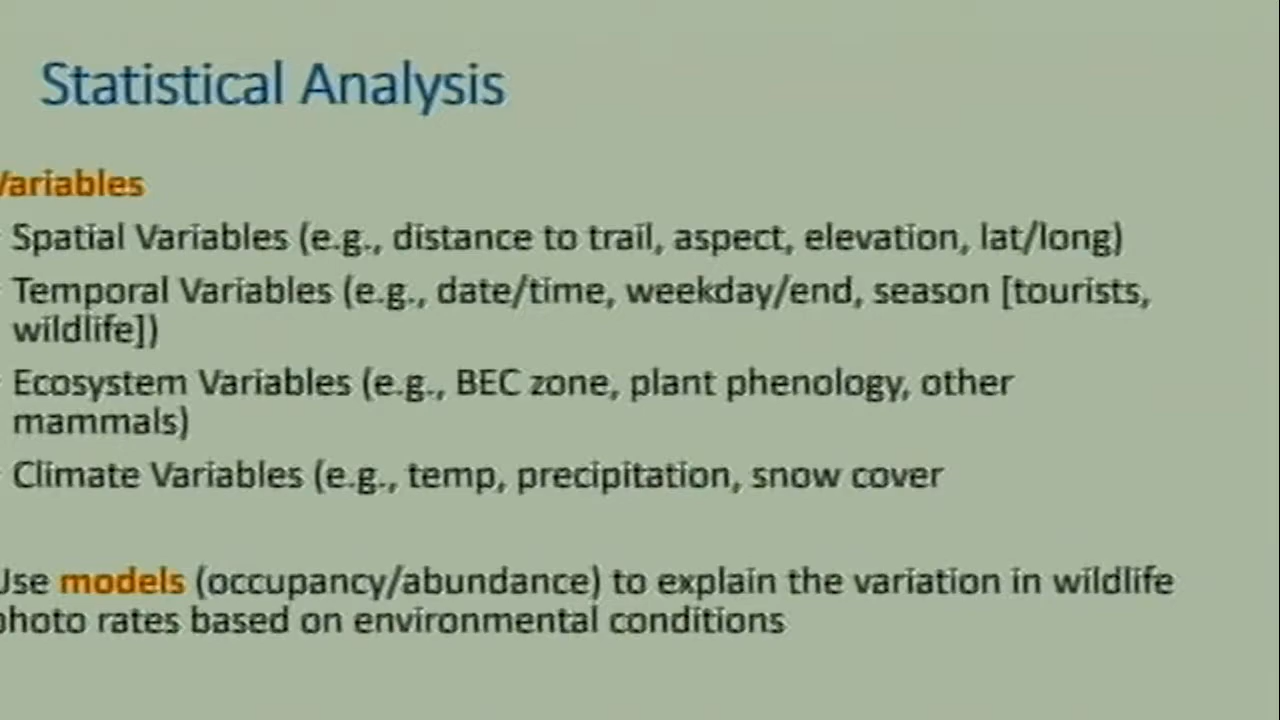 Statistical Analysis
Variables
Spatial Variables (e.g., distance to trail, aspect, elevation, lat/long)
Temporal Variables (e.g., date/time, weekday/end, season [tourists,
wildlife])
Ecosystem Variables (e.g., BEC zone, plant phenology, other
mammals)
Climate Variables (e.g., temp, precipitation, snow cover
Use models (occupancy/abundance) to explain the variation in wildlife
photo rates based on environmental conditions